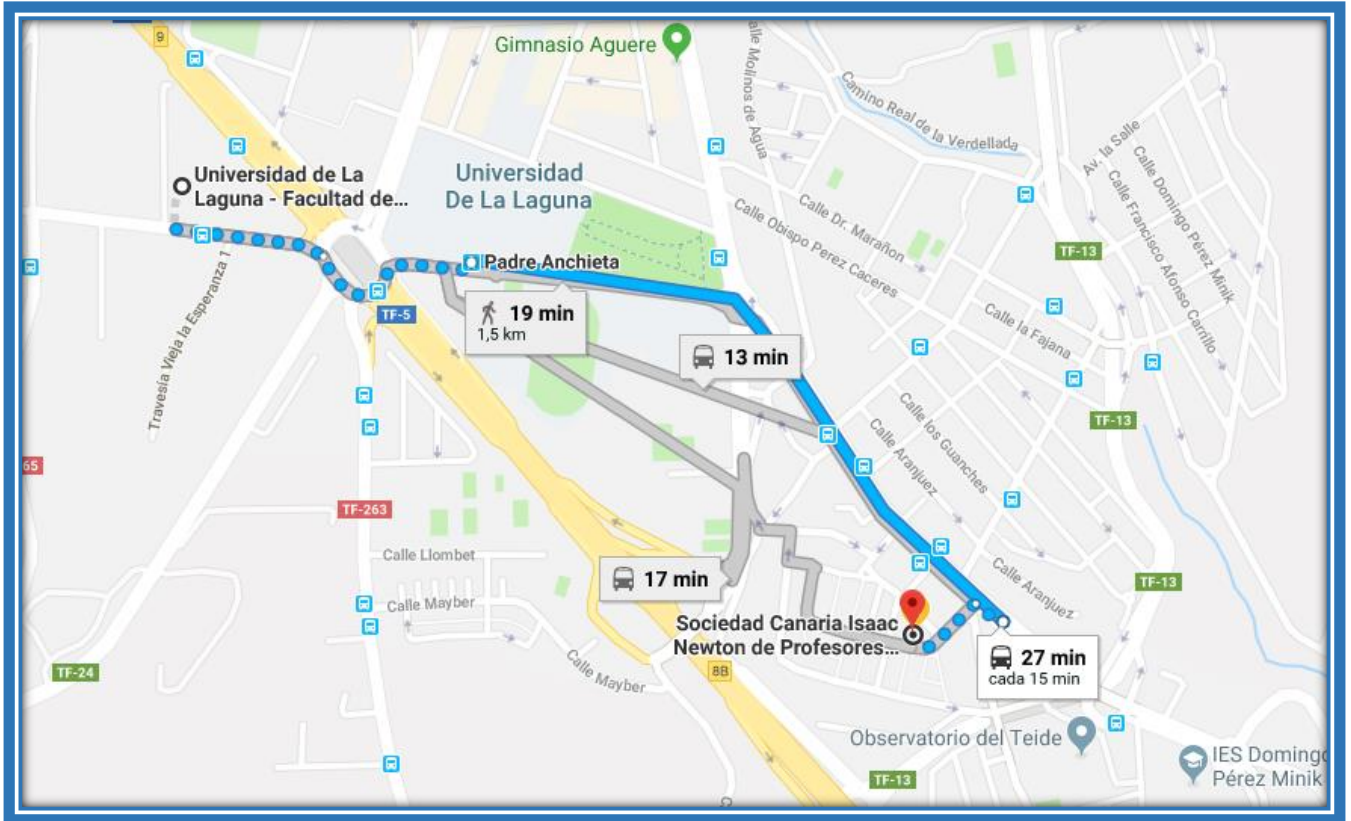 9
Gimnasio Aguere
Calle Molinos de Agua
Camino Real de la Verdellada
Av. la Salle
Calle Domingo Pérez Minik
Calle Francisco Afonso Carrillo
Universidad de La
Laguna - Facultad de...
Universidad
De La Laguna
Calle Dr. Marañon
Calle Obispo Perez Caceres
TF-13
Travesía Vieja la Esperanza 1
Padre Anchieta
TF-5
19 min
1,5 km
13 min
Calle la Fajana
TF-13
Calle los Guanches
Calle Aranjuez
65
TF-263
Calle Llombet
17 min
Calle Aranjuez
TF-13
Calle Mayber
Sociedad Canaria Isaac
Newton de Profesores...
27 min
cada 15 min
TF-24
Calle Mayber
8B
Observatorio del Teide
IES Domingo
Pérez Minik
TF-13